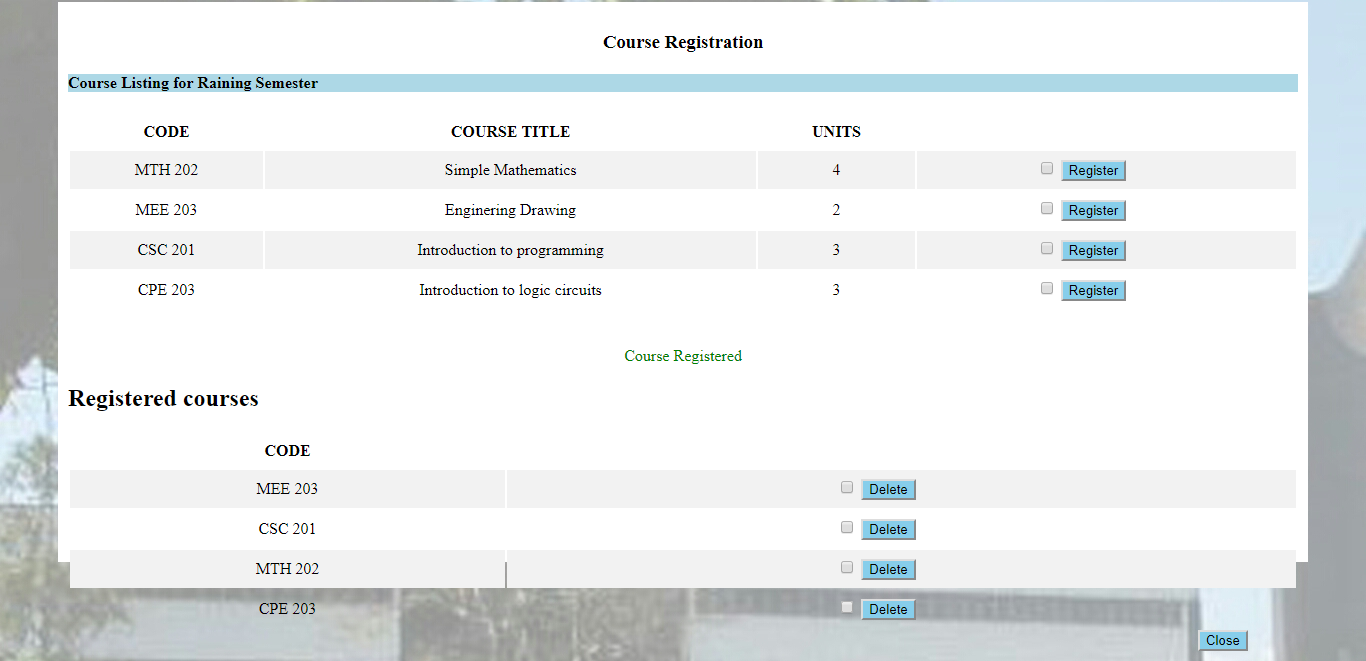 Course Registration
Course Listing for Raining Semester
CODE COURSE TITLE UNITS
MTH 202 Simple Mathematics 4 Register
MEE 203 Enginering Drawing 2 Register
CSC 201 Introduction to programming 3 Register
CPE 203 Introduction to logic circuits 3 Register
Course Registered
Registered courses
CODE
MEE 203 Delete
CSC 201 Delete
MTH 202 Delete
CPE 203 Delete
Close